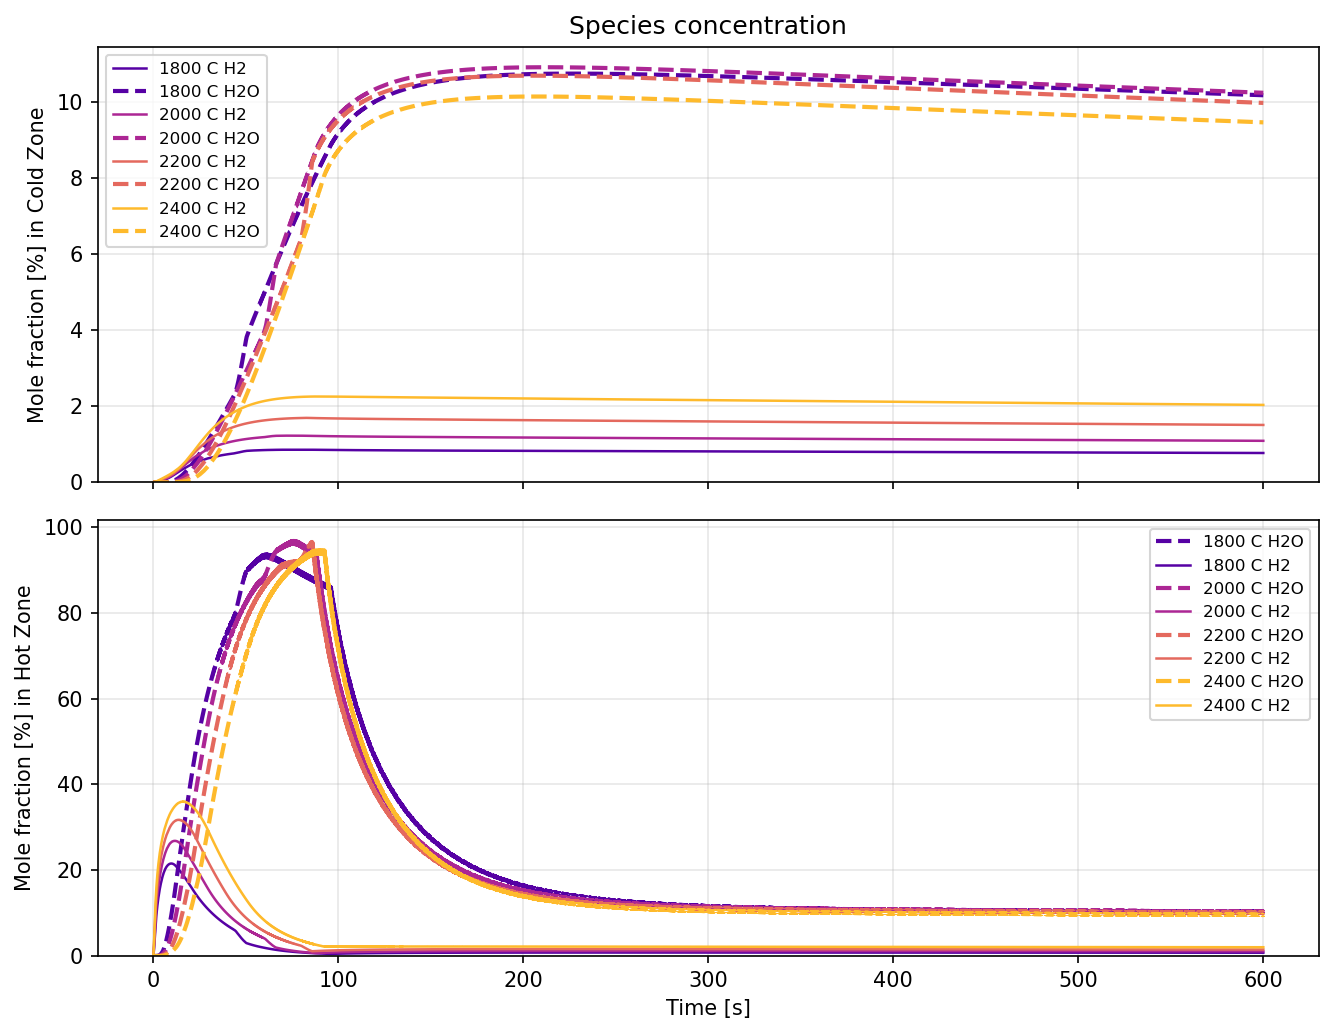 Species concentration
Mole fraction [%] in Cold Zone
10
8
6
4
2
0
1800 C H2
1800 C H2O
2000 C H2
2000 C H2O
2200 C H2
2200 C H2O
2400 C H2
2400 C H2O
Mole fraction [%] in Hot Zone
100
80
60
40
20
0
1800 C H2O
1800 C H2
2000 C H2O
2000 C H2
2200 C H2O
2200 C H2
2400 C H2O
2400 C H2
0 100 200 300 400 500 600
Time [s]